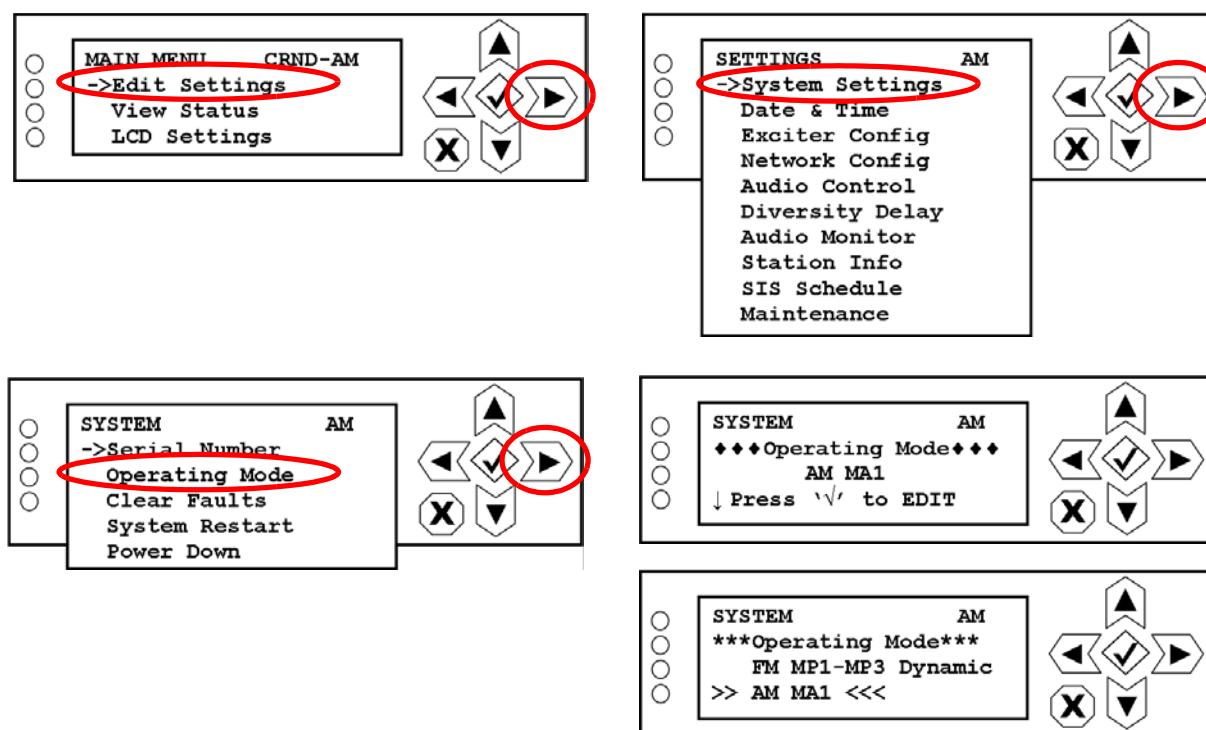 MAIN MENU CRND-AM
->Edit Settings
View Status
LCD Settings
X
SETTINGS AM
->System Settings
Date & Time
Exciter Config
Network Config
Audio Control
Diversity Delay
Audio Monitor
Station Info
SIS Schedule
Maintenance
X
SYSTEM AM
->Serial Number
Operating Mode
Clear Faults
System Restart
Power Down
X
SYSTEM AM
♦♦♦Operating Mode♦♦♦
AM MA1
↓Press '√' to EDIT
X
SYSTEM AM
***Operating Mode***
FM MP1-MP3 Dynamic
>> AM MA1 <<<
X